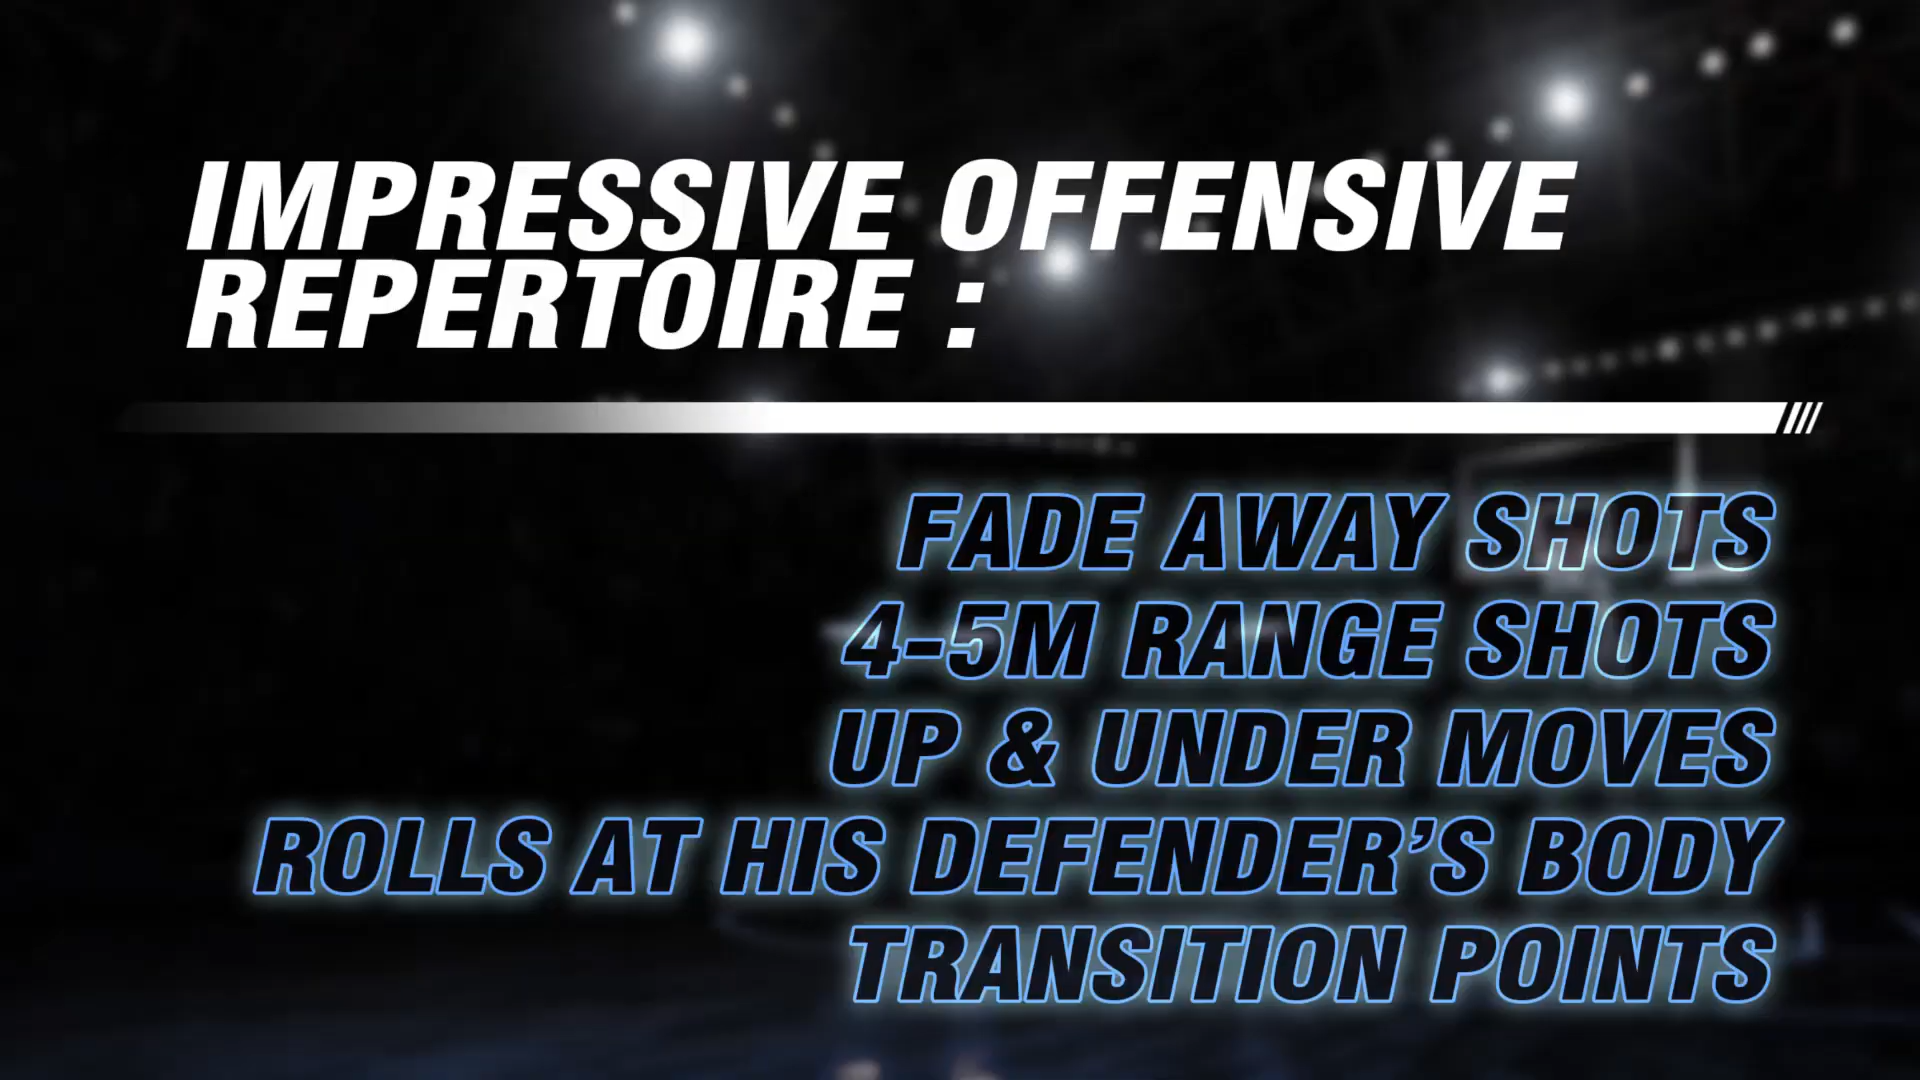 IMPRESSIVE OFFENSIVE
REPERTOIRE :
FADE AWAY SHOTS
4-5M RANGE SHOTS
UP & UNDER MOVES
ROLLS AT HIS DEFENDER’S BODY
TRANSITION POINTS